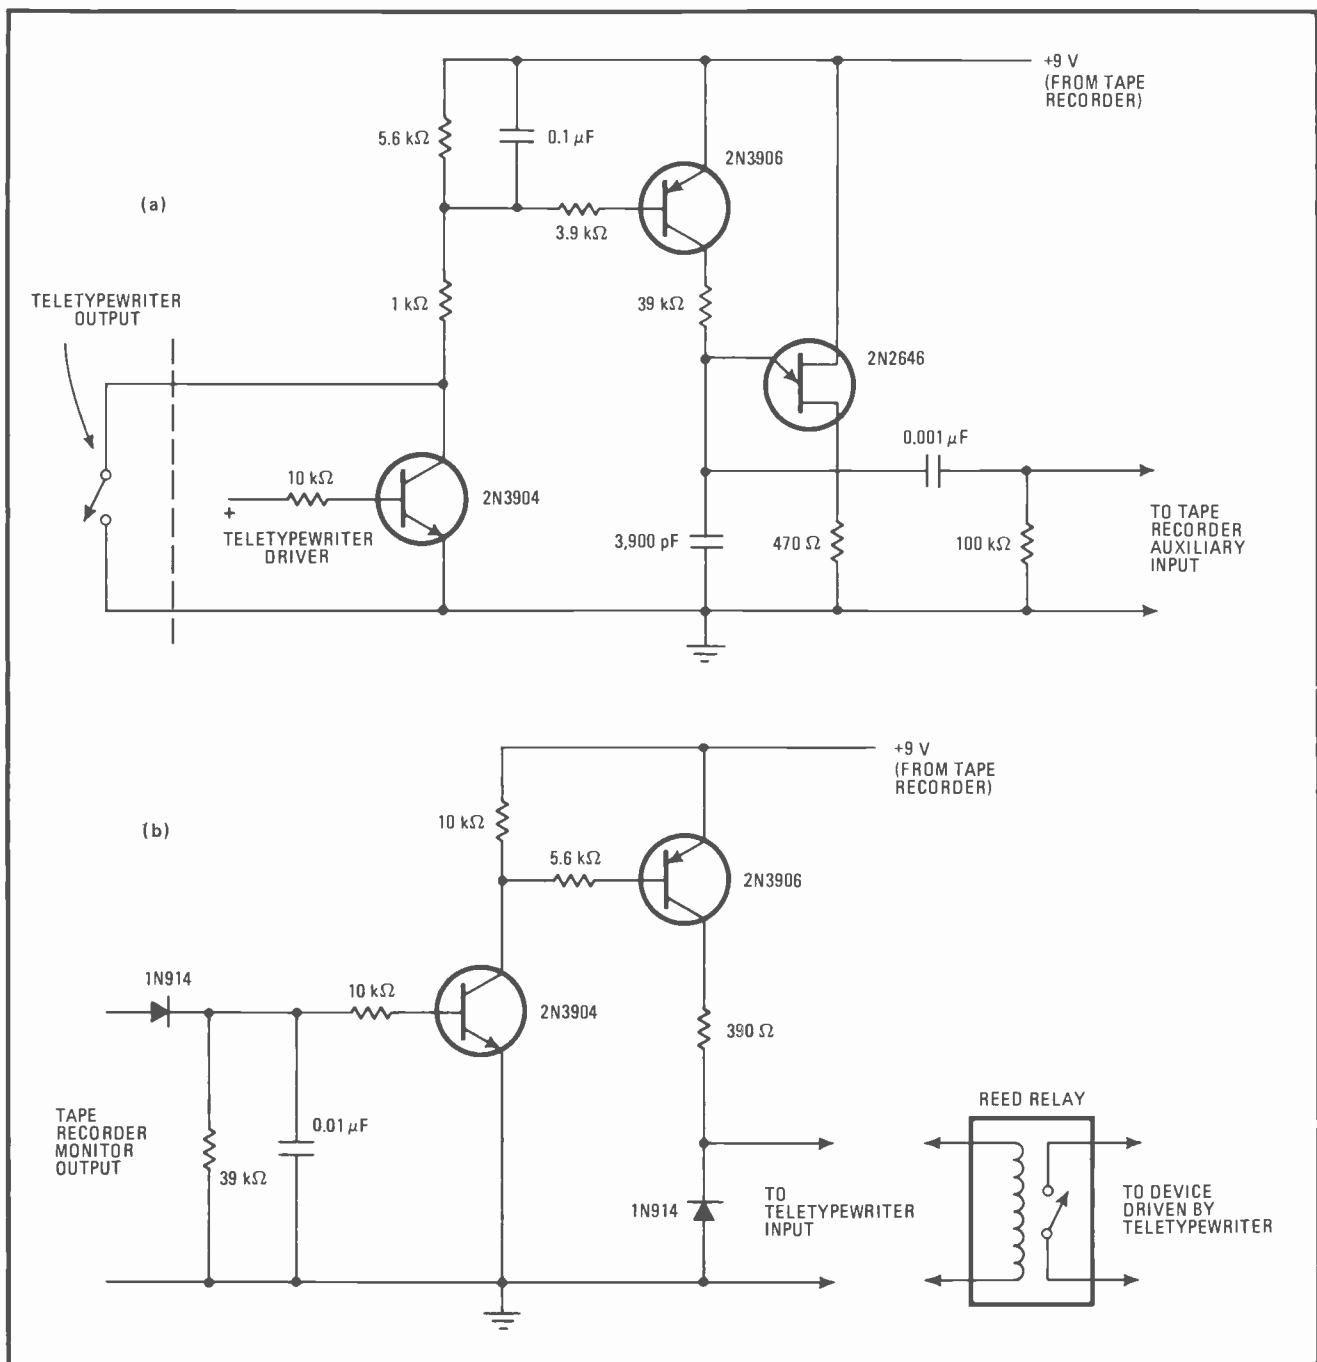 +9 V
(FROM TAPE
RECORDER)
5.6 kΩ
0.1 μF
2N3906
(a)
3.9 kΩ
TELETYPEWRITER
OUTPUT
1 kΩ
39 kΩ
2N2646
0.001 μF
10 kΩ
2N3904
+
TELETYPEWRITER
DRIVER
3,900 pF
470 Ω
100 kΩ
TO TAPE
RECORDER
AUXILIARY
INPUT
+9 V
(FROM TAPE
RECORDER)
(b)
10 kΩ
5.6 kΩ
2N3906
1N914
10 kΩ
2N3904
390 Ω
TAPE
RECORDER
MONITOR
OUTPUT
39 kΩ
0.01 μF
1N914
TO
TELETYPEWRITER
INPUT
REED RELAY
TO DEVICE
DRIVEN BY
TELETYPEWRITER